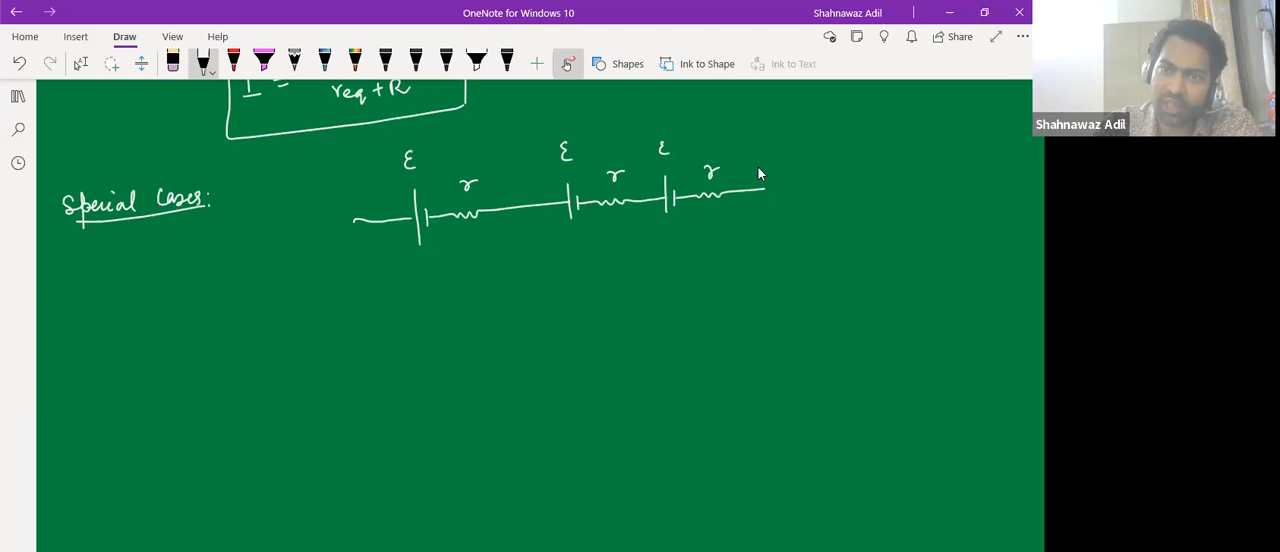 OneNote for Windows 10
Shahnawaz Adil
Home Insert Draw View Help
Share
Shapes
Ink to Shape
Ink to Text
I =
req + R
Shahnawaz Adil
ε ε ε
r r r
Special Cases: